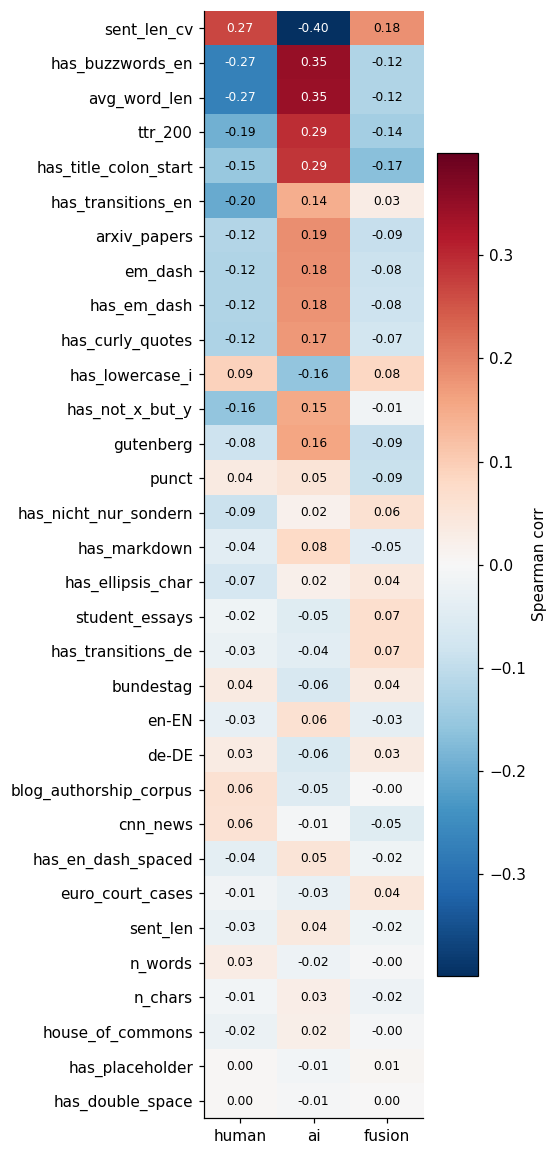 sent_len_cv 0.27 -0.40 0.18
has_buzzwords_en -0.27 0.35 -0.12
avg_word_len -0.27 0.35 -0.12
ttr_200 -0.19 0.29 -0.14
has_title_colon_start -0.15 0.29 -0.17
has_transitions_en -0.20 0.14 0.03
arxiv_papers -0.12 0.19 -0.09
em_dash -0.12 0.18 -0.08
has_em_dash -0.12 0.18 -0.08
has_curly_quotes -0.12 0.17 -0.07
has_lowercase_i 0.09 -0.16 0.08
has_not_x_but_y -0.16 0.15 -0.01
gutenberg -0.08 0.16 -0.09
punct 0.04 0.05 -0.09
has_nicht_nur_sondern -0.09 0.02 0.06
has_markdown -0.04 0.08 -0.05
has_ellipsis_char -0.07 0.02 0.04
student_essays -0.02 -0.05 0.07
has_transitions_de -0.03 -0.04 0.07
bundestag 0.04 -0.06 0.04
en-EN -0.03 0.06 -0.03
de-DE 0.03 -0.06 0.03
blog_authorship_corpus 0.06 -0.05 -0.00
cnn_news 0.06 -0.01 -0.05
has_en_dash_spaced -0.04 0.05 -0.02
euro_court_cases -0.01 -0.03 0.04
sent_len -0.03 0.04 -0.02
n_words 0.03 -0.02 -0.00
n_chars -0.01 0.03 -0.02
house_of_commons -0.02 0.02 -0.00
has_placeholder 0.00 -0.01 0.01
has_double_space 0.00 -0.01 0.00
human ai fusion
0.3
0.2
0.1
0.0
−0.1
−0.2
−0.3
Spearman corr